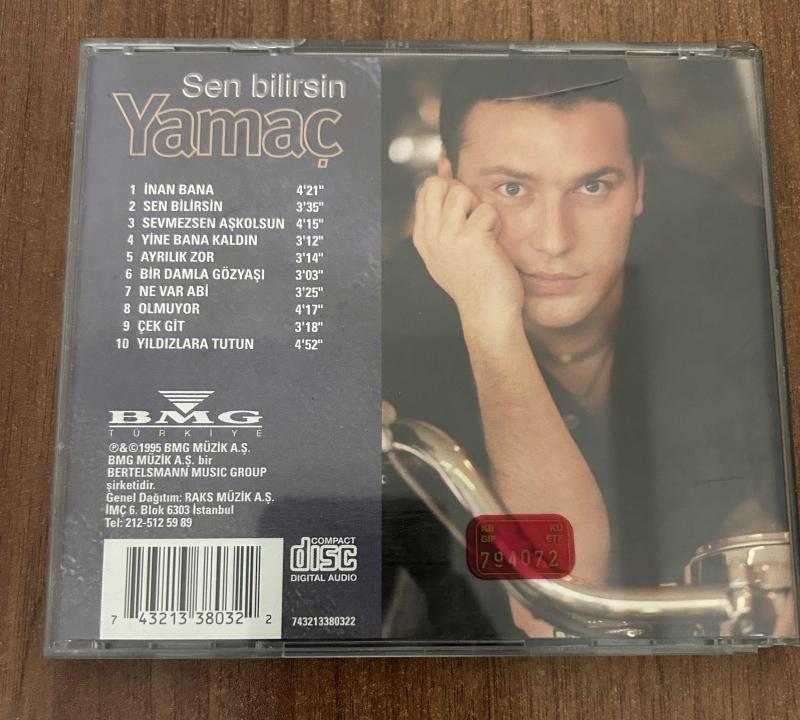 Sen bilirsin
Yamaç
1 İNAN BANA 4'21"
2 SEN BİLİRSİN 3'35"
3 SEVMEZSEN AŞKOLSUN 4'15"
4 YİNE BANA KALDIN 3'12"
5 AYRILIK ZOR 3'14"
6 BİR DAMLA GÖZYAŞI 3'03"
7 NE VAR ABİ 3'25"
8 OLMUYOR 4'17"
9 ÇEK GİT 3'18"
10 YILDIZLARA TUTUN 4'52"
BMG
TÜRKİYE
℗&©1995 BMG MÜZİK A.Ş.
BMG MÜZİK A.Ş. bir
BERTELSMANN MUSIC GROUP
şirketidir.
Genel Dağıtım: RAKS MÜZİK A.Ş.
İMÇ 6. Blok 6303 İstanbul
Tel: 212-512 59 89
7 43213 38032 2
COMPACT
disc
DIGITAL AUDIO
743213380322
KB KÜ
BIP ET7
794072